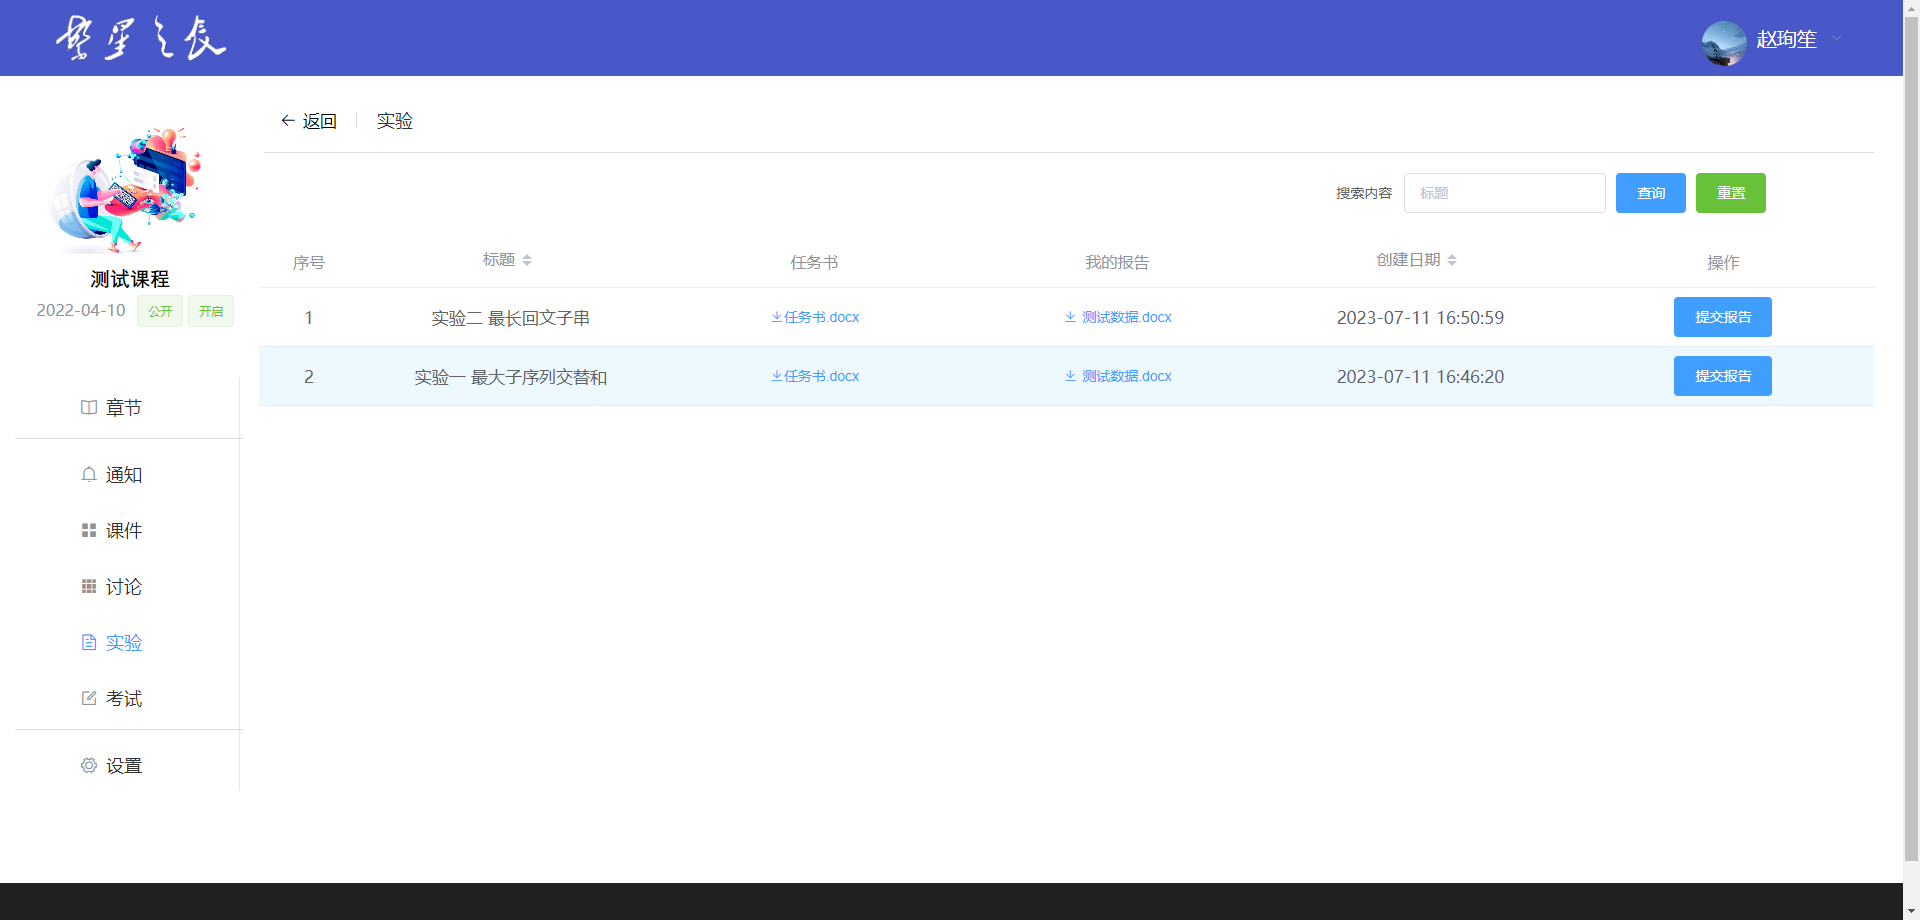 繁星之长
赵珣笙
返回 实验
测试课程
2022-04-10 公开 开启
章节
通知
课件
讨论
实验
考试
设置
搜索内容 标题 查询 重置
序号 标题 任务书 我的报告 创建日期 操作
1 实验二 最长回文子串 任务书.docx 测试数据.docx 2023-07-11 16:50:59 提交报告
2 实验一 最大子序列交替和 任务书.docx 测试数据.docx 2023-07-11 16:46:20 提交报告